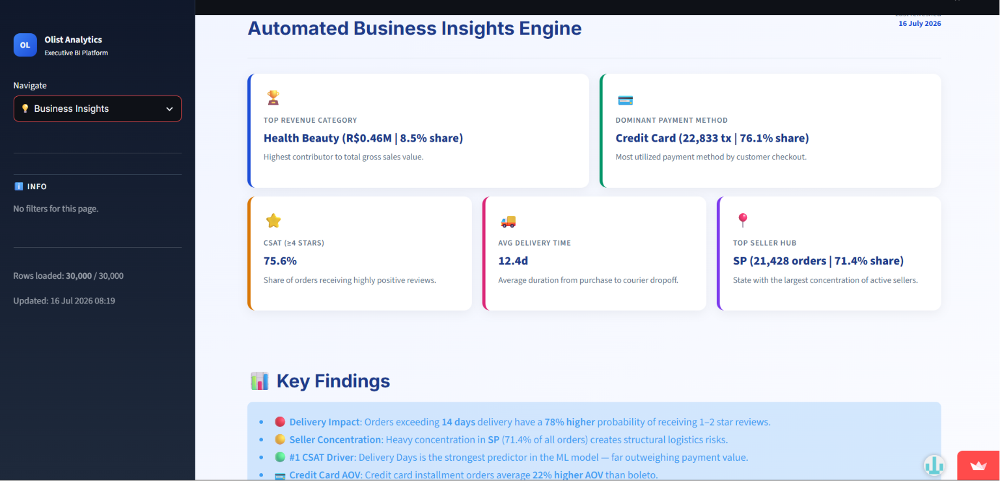 Last refreshed
Automated Business Insights Engine
16 July 2026
OL
Olist Analytics
Executive BI Platform
Navigate
Business Insights
INFO
No filters for this page.
Rows loaded: 30,000 / 30,000
Updated: 16 Jul 2026 08:19
TOP REVENUE CATEGORY
Health Beauty (R$0.46M | 8.5% share)
Highest contributor to total gross sales value.
DOMINANT PAYMENT METHOD
Credit Card (22,833 tx | 76.1% share)
Most utilized payment method by customer checkout.
CSAT (≥4 STARS)
75.6%
Share of orders receiving highly positive reviews.
AVG DELIVERY TIME
12.4d
Average duration from purchase to courier dropoff.
TOP SELLER HUB
SP (21,428 orders | 71.4% share)
State with the largest concentration of active sellers.
Key Findings
Delivery Impact: Orders exceeding 14 days delivery have a 78% higher probability of receiving 1–2 star reviews.
Seller Concentration: Heavy concentration in SP (71.4% of all orders) creates structural logistics risks.
#1 CSAT Driver: Delivery Days is the strongest predictor in the ML model — far outweighing payment value.
Credit Card AOV: Credit card installment orders average 22% higher AOV than boleto.